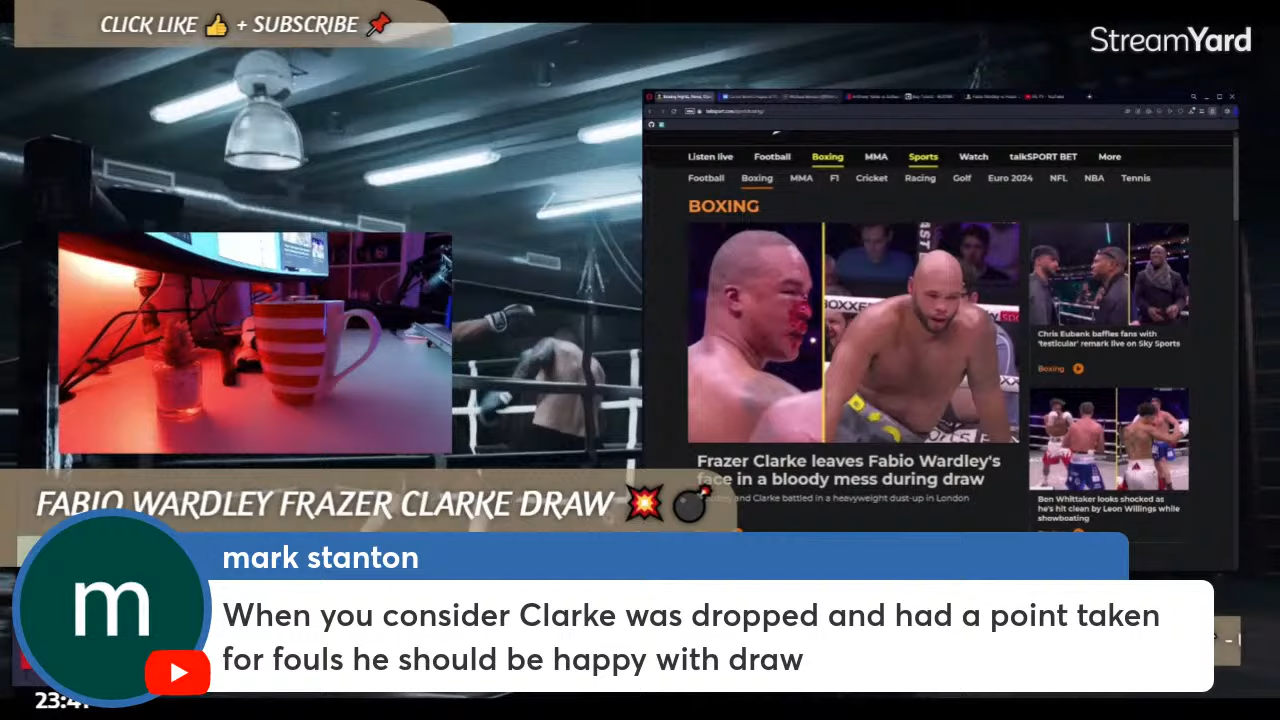 CLICK LIKE 👍 + SUBSCRIBE 📌
StreamYard
Listen live Football Boxing MMA Sports Watch talkSPORT BET More
Football Boxing MMA F1 Cricket Racing Golf Euro 2024 NFL NBA Tennis
BOXING
Chris Eubank baffles fans with
'testicular' remark live on Sky Sports
Boxing
Frazer Clarke leaves Fabio Wardley's
face in a bloody mess during draw
and Clarke battled in a heavyweight dust-up in London
Ben Whittaker looks shocked as
he's hit clean by Leon Willings while
showboating
FABIO WARDLEY FRAZER CLARKE DRAW 💥 💣
m
mark stanton
When you consider Clarke was dropped and had a point taken
for fouls he should be happy with draw